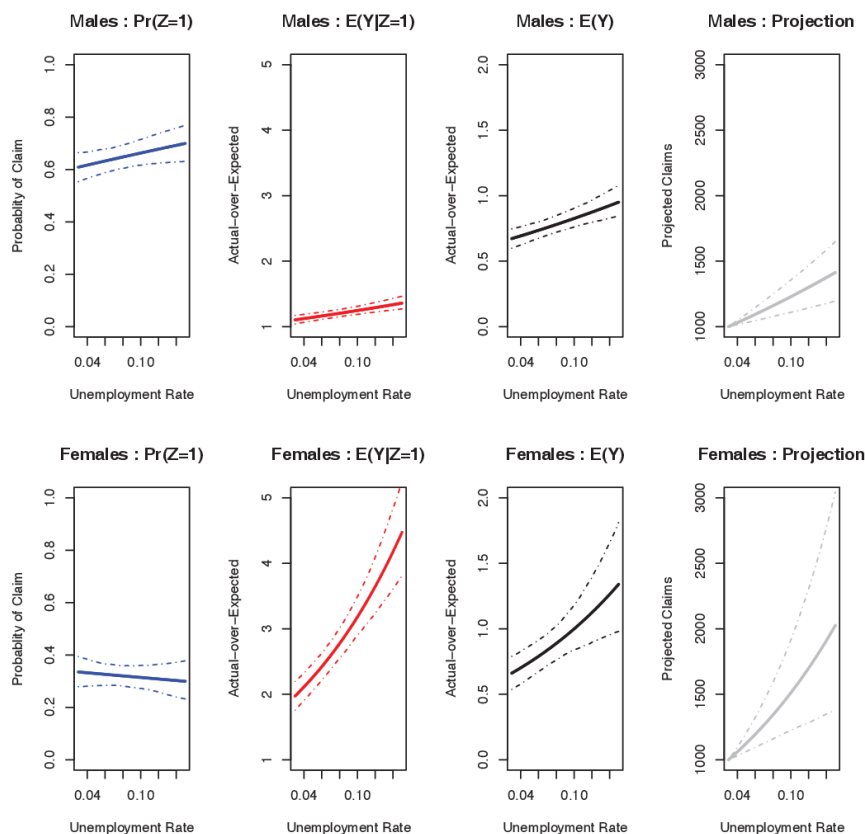 Males : Pr(Z=1)
Males : E(Y|Z=1)
Males : E(Y)
Males : Projection
Probablity of Claim
0.0
0.2
0.4
0.6
0.8
1.0
0.04
0.10
Unemployment Rate
Actual-over-Expected
1
2
3
4
5
0.04
0.10
Unemployment Rate
Actual-over-Expected
0.0
0.5
1.0
1.5
2.0
0.04
0.10
Unemployment Rate
Projected Claims
1000
1500
2000
2500
3000
0.04
0.10
Unemployment Rate
Females : Pr(Z=1)
Females : E(Y|Z=1)
Females : E(Y)
Females : Projection
Probablity of Claim
0.0
0.2
0.4
0.6
0.8
1.0
0.04
0.10
Unemployment Rate
Actual-over-Expected
1
2
3
4
5
0.04
0.10
Unemployment Rate
Actual-over-Expected
0.0
0.5
1.0
1.5
2.0
0.04
0.10
Unemployment Rate
Projected Claims
1000
1500
2000
2500
3000
0.04
0.10
Unemployment Rate